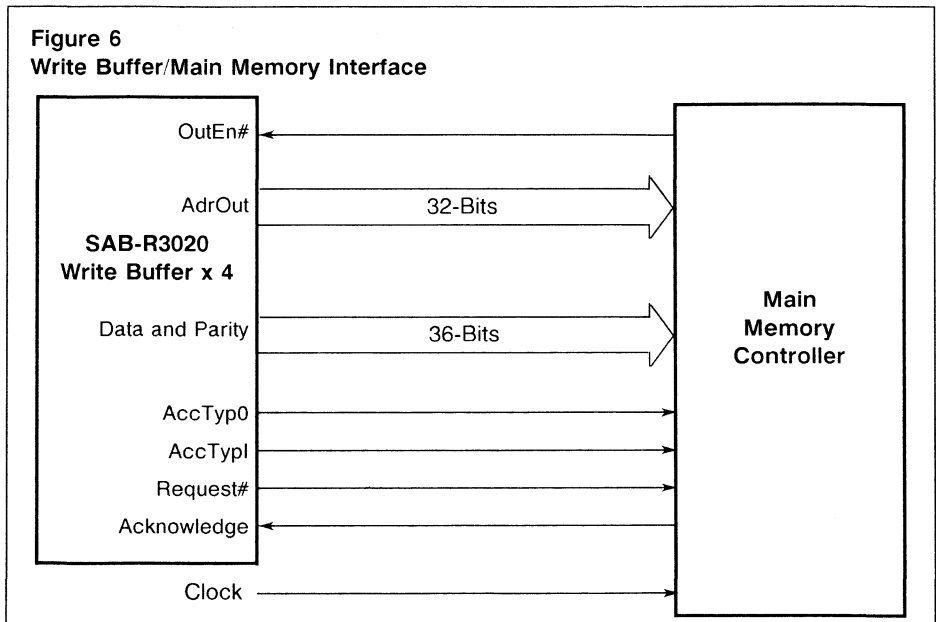 Figure 6
Write Buffer/Main Memory Interface
OutEn#
AdrOut
32-Bits
SAB-R3020
Write Buffer x 4
Data and Parity
36-Bits
Main
Memory
Controller
AccTyp0
AccTypI
Request#
Acknowledge
Clock